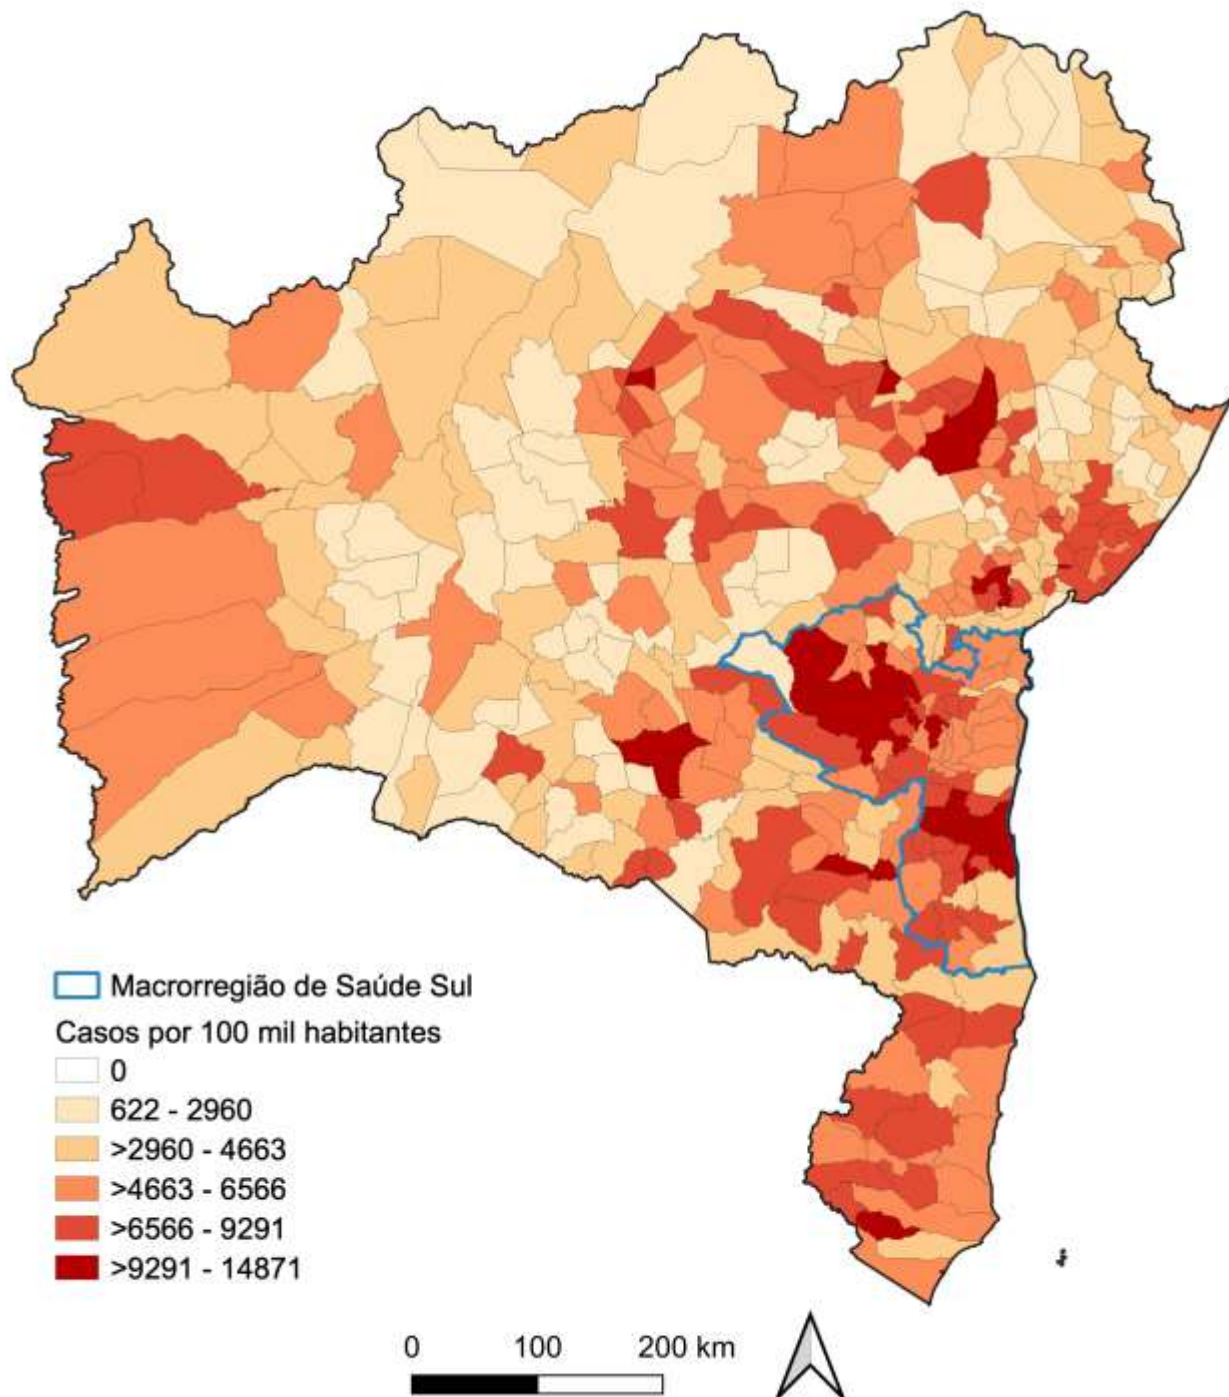 Macrorregião de Saúde Sul
Casos por 100 mil habitantes
0
622 - 2960
>2960 - 4663
>4663 - 6566
>6566 - 9291
>9291 - 14871
0 100 200 km